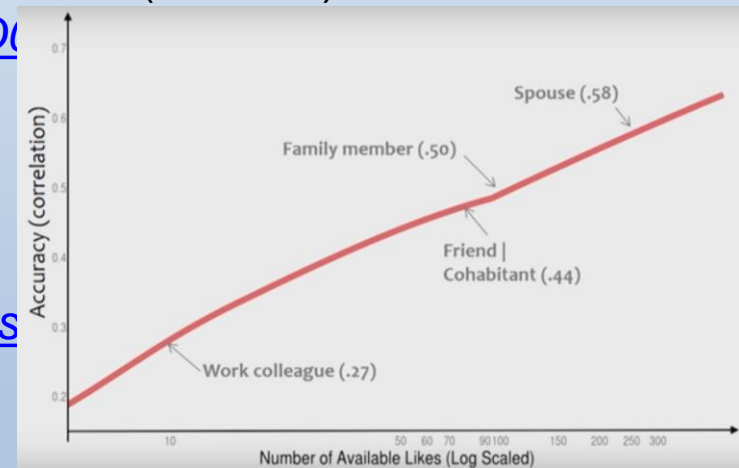 0.7
Spouse (.58)
0.6
Family member (.50)
0.5
0.4
Friend |
Cohabitant (.44)
0.3
Work colleague (.27)
0.2
Accuracy (correlation)
10 50 60 70 90100 150 200 250 300
Number of Available Likes (Log Scaled)